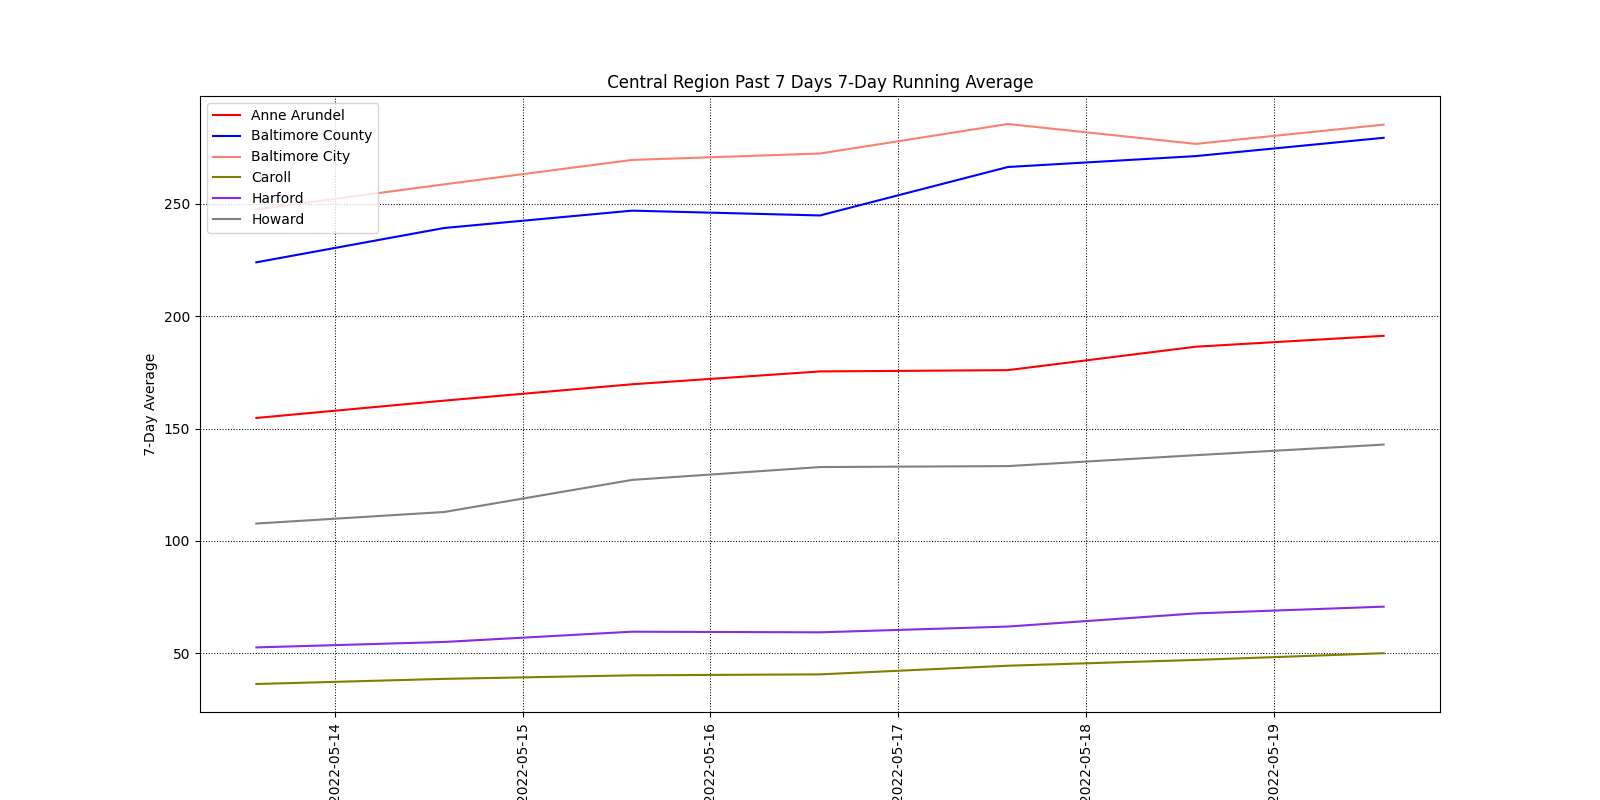 Central Region Past 7 Days 7-Day Running Average
Anne Arundel
Baltimore County
Baltimore City
Caroll
Harford
Howard
7-Day Average
250
200
150
100
50
2022-05-14
2022-05-15
2022-05-16
2022-05-17
2022-05-18
2022-05-19